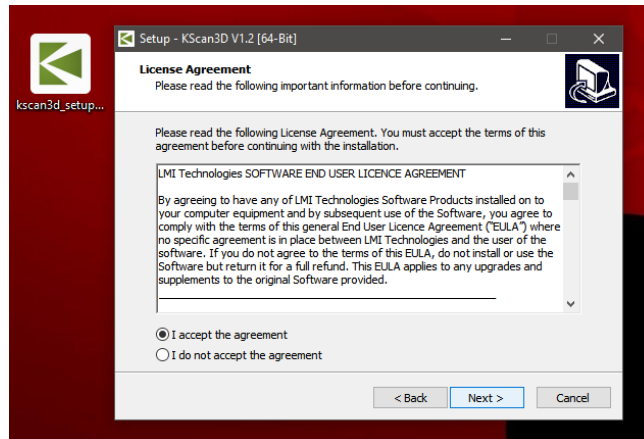 Setup - KScan3D V1.2 [64-Bit]
License Agreement
Please read the following important information before continuing.
kscan3d_setup...
Please read the following License Agreement. You must accept the terms of this
agreement before continuing with the installation.
LMI Technologies SOFTWARE END USER LICENCE AGREEMENT
By agreeing to have any of LMI Technologies Software Products installed on to
your computer equipment and by subsequent use of the Software, you agree to
comply with the terms of this general End User Licence Agreement ("EULA") where
no specific agreement is in place between LMI Technologies and the user of the
software. If you do not agree to the terms of this EULA, do not install or use the
Software but return it for a full refund. This EULA applies to any upgrades and
supplements to the original Software provided.
I accept the agreement
I do not accept the agreement
< Back
Next >
Cancel